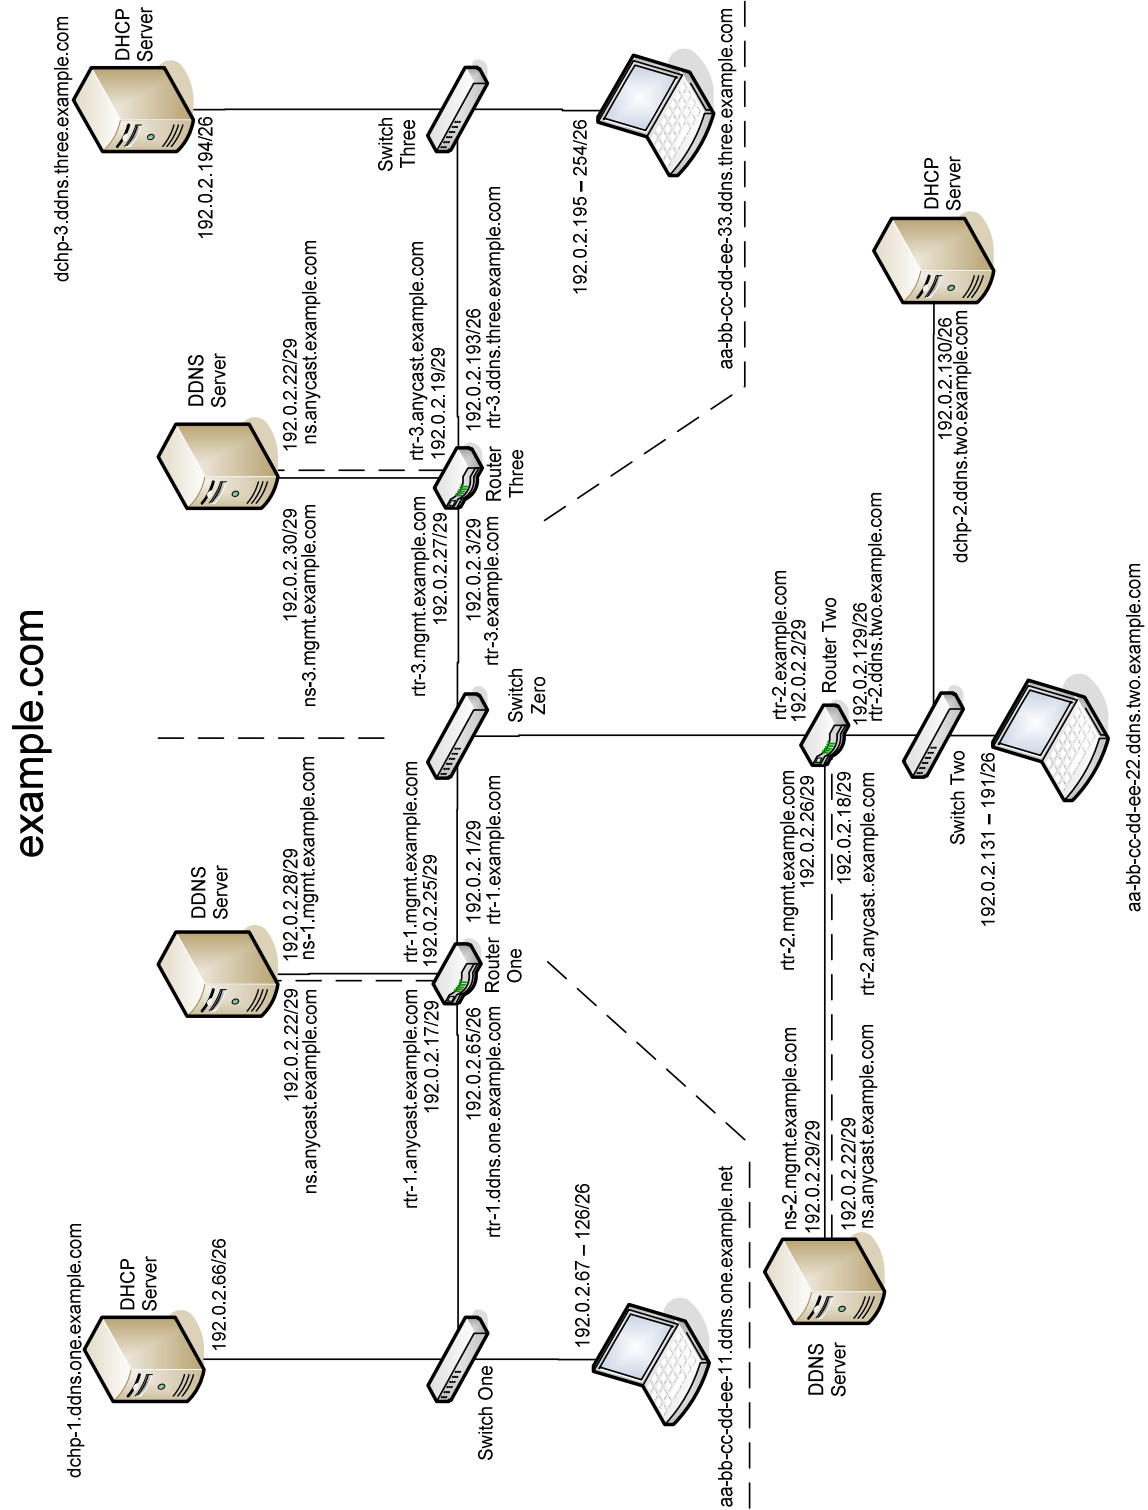 example.com
dchp-1.ddns.one.example.com
DHCP
Server
192.0.2.66/26
Switch One
192.0.2.67 – 126/26
aa-bb-cc-dd-ee-11.ddns.one.example.net
DDNS
Server
192.0.2.22/29
ns.anycast.example.com
192.0.2.28/29
ns-1.mgmt.example.com
rtr-1.anycast.example.com
192.0.2.17/29
rtr-1.mgmt.example.com
192.0.2.25/29
192.0.2.65/26
rtr-1.ddns.one.example.com
Router
One
192.0.2.1/29
rtr-1.example.com
Switch
Zero
DDNS
Server
192.0.2.30/29
ns-3.mgmt.example.com
192.0.2.22/29
ns.anycast.example.com
rtr-3.mgmt.example.com
192.0.2.27/29
rtr-3.anycast.example.com
192.0.2.19/29
192.0.2.3/29
rtr-3.example.com
Router
Three
192.0.2.193/26
rtr-3.ddns.three.example.com
dchp-3.ddns.three.example.com
DHCP
Server
192.0.2.194/26
Switch
Three
192.0.2.195 – 254/26
aa-bb-cc-dd-ee-33.ddns.three.example.com
DDNS
Server
ns-2.mgmt.example.com
192.0.2.29/29
192.0.2.22/29
ns.anycast.example.com
rtr-2.mgmt.example.com
192.0.2.26/29
192.0.2.18/29
rtr-2.anycast..example.com
rtr-2.example.com
192.0.2.2/29
Router Two
192.0.2.129/26
rtr-2.ddns.two.example.com
Switch Two
192.0.2.131 – 191/26
aa-bb-cc-dd-ee-22.ddns.two.example.com
DHCP
Server
192.0.2.130/26
dchp-2.ddns.two.example.com